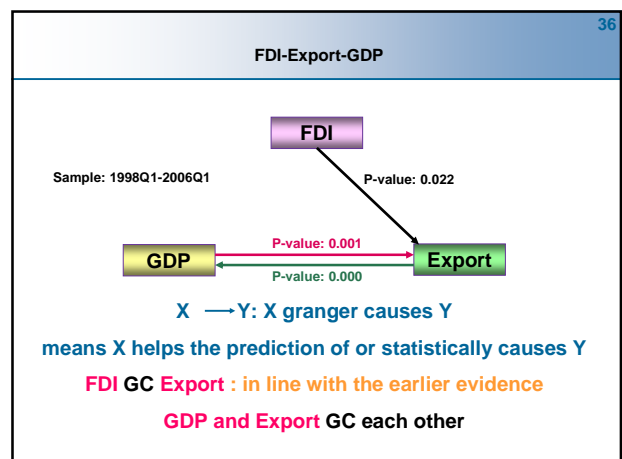 36
FDI-Export-GDP
FDI
Sample: 1998Q1-2006Q1
P-value: 0.022
P-value: 0.001
GDP
Export
P-value: 0.000
X → Y: X granger causes Y
means X helps the prediction of or statistically causes Y
FDI GC Export : in line with the earlier evidence
GDP and Export GC each other